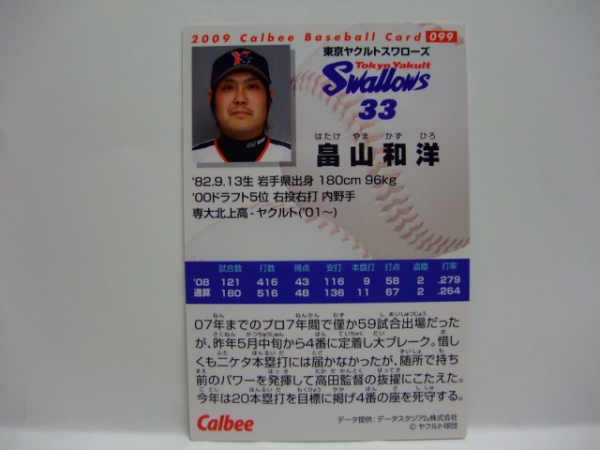 2009 Calbee Baseball Card 099
東京ヤクルトスワローズ
Tokyo Yakult
Swallows
33
はたけ やま かず ひろ
畠山和洋
'82.9.13生 岩手県出身 180cm 96kg
'00ドラフト5位 右投右打 内野手
専大北上高-ヤクルト('01〜)
試合数 打数 得点 安打 本塁打 打点 盗塁 打率
'08 121 416 43 116 9 58 2 .279
通算 180 516 48 136 11 67 2 .264
07年までのプロ7年間で僅か59試合出場だった
が、昨年5月中旬から4番に定着し大ブレーク。惜し
くも二ケタ本塁打には届かなかったが、随所で持ち
前のパワーを発揮して高田監督の抜擢にこたえた。
今年は20本塁打を目標に掲げ4番の座を死守する。
Calbee
データ提供:データスタジアム株式会社
© ヤクルト球団